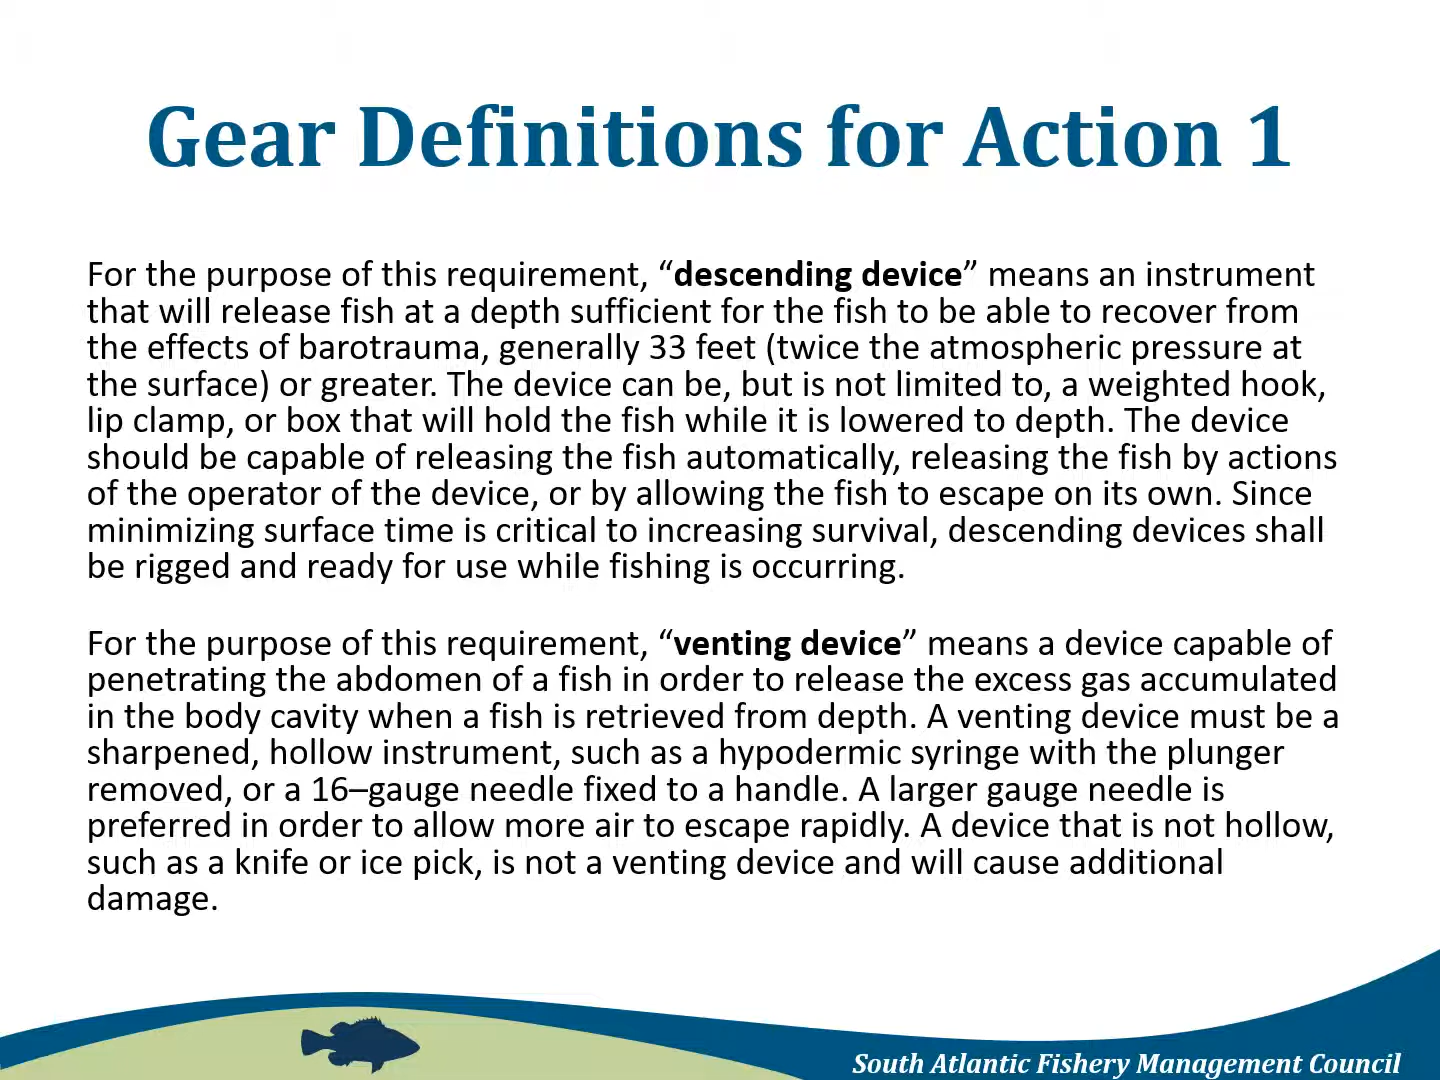 Gear Definitions for Action 1
For the purpose of this requirement, “descending device” means an instrument
that will release fish at a depth sufficient for the fish to be able to recover from
the effects of barotrauma, generally 33 feet (twice the atmospheric pressure at
the surface) or greater. The device can be, but is not limited to, a weighted hook,
lip clamp, or box that will hold the fish while it is lowered to depth. The device
should be capable of releasing the fish automatically, releasing the fish by actions
of the operator of the device, or by allowing the fish to escape on its own. Since
minimizing surface time is critical to increasing survival, descending devices shall
be rigged and ready for use while fishing is occurring.
For the purpose of this requirement, “venting device” means a device capable of
penetrating the abdomen of a fish in order to release the excess gas accumulated
in the body cavity when a fish is retrieved from depth. A venting device must be a
sharpened, hollow instrument, such as a hypodermic syringe with the plunger
removed, or a 16–gauge needle fixed to a handle. A larger gauge needle is
preferred in order to allow more air to escape rapidly. A device that is not hollow,
such as a knife or ice pick, is not a venting device and will cause additional
damage.
South Atlantic Fishery Management Council